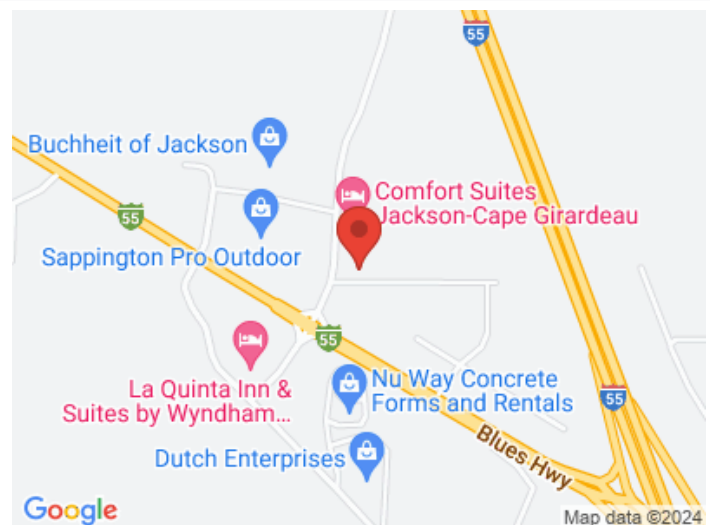 55
Buchheit of Jackson
Comfort Suites
Jackson-Cape Girardeau
55
Sappington Pro Outdoor
55
La Quinta Inn &
Suites by Wyndham...
Nu Way Concrete
Forms and Rentals
55
Dutch Enterprises
Blues Hwy
Google
Map data ©2024